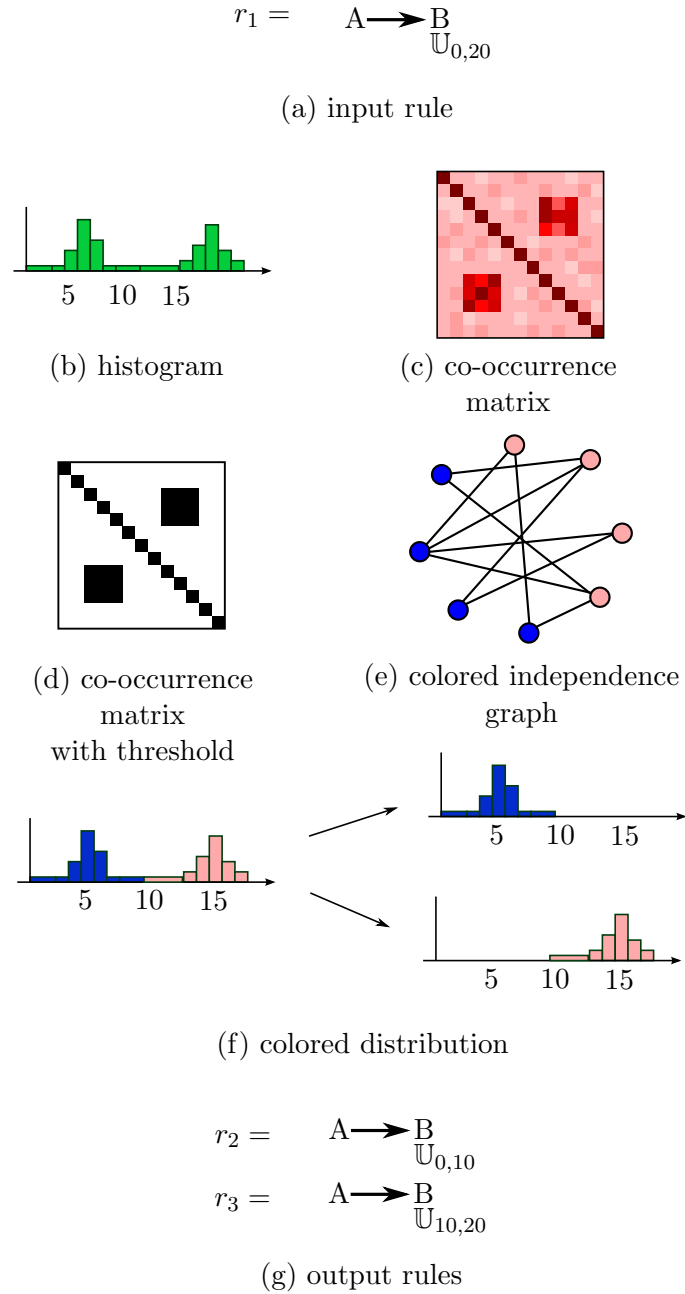 r₁ = A B
𝕌₀,₂₀
(a) input rule
5 10 15
(b) histogram
(c) co-occurrence
matrix
(d) co-occurrence
matrix
with threshold
(e) colored independence
graph
5 10 15
5 10 15
5 10 15
(f) colored distribution
r₂ = A B
𝕌₀,₁₀
r₃ = A B
𝕌₁₀,₂₀
(g) output rules